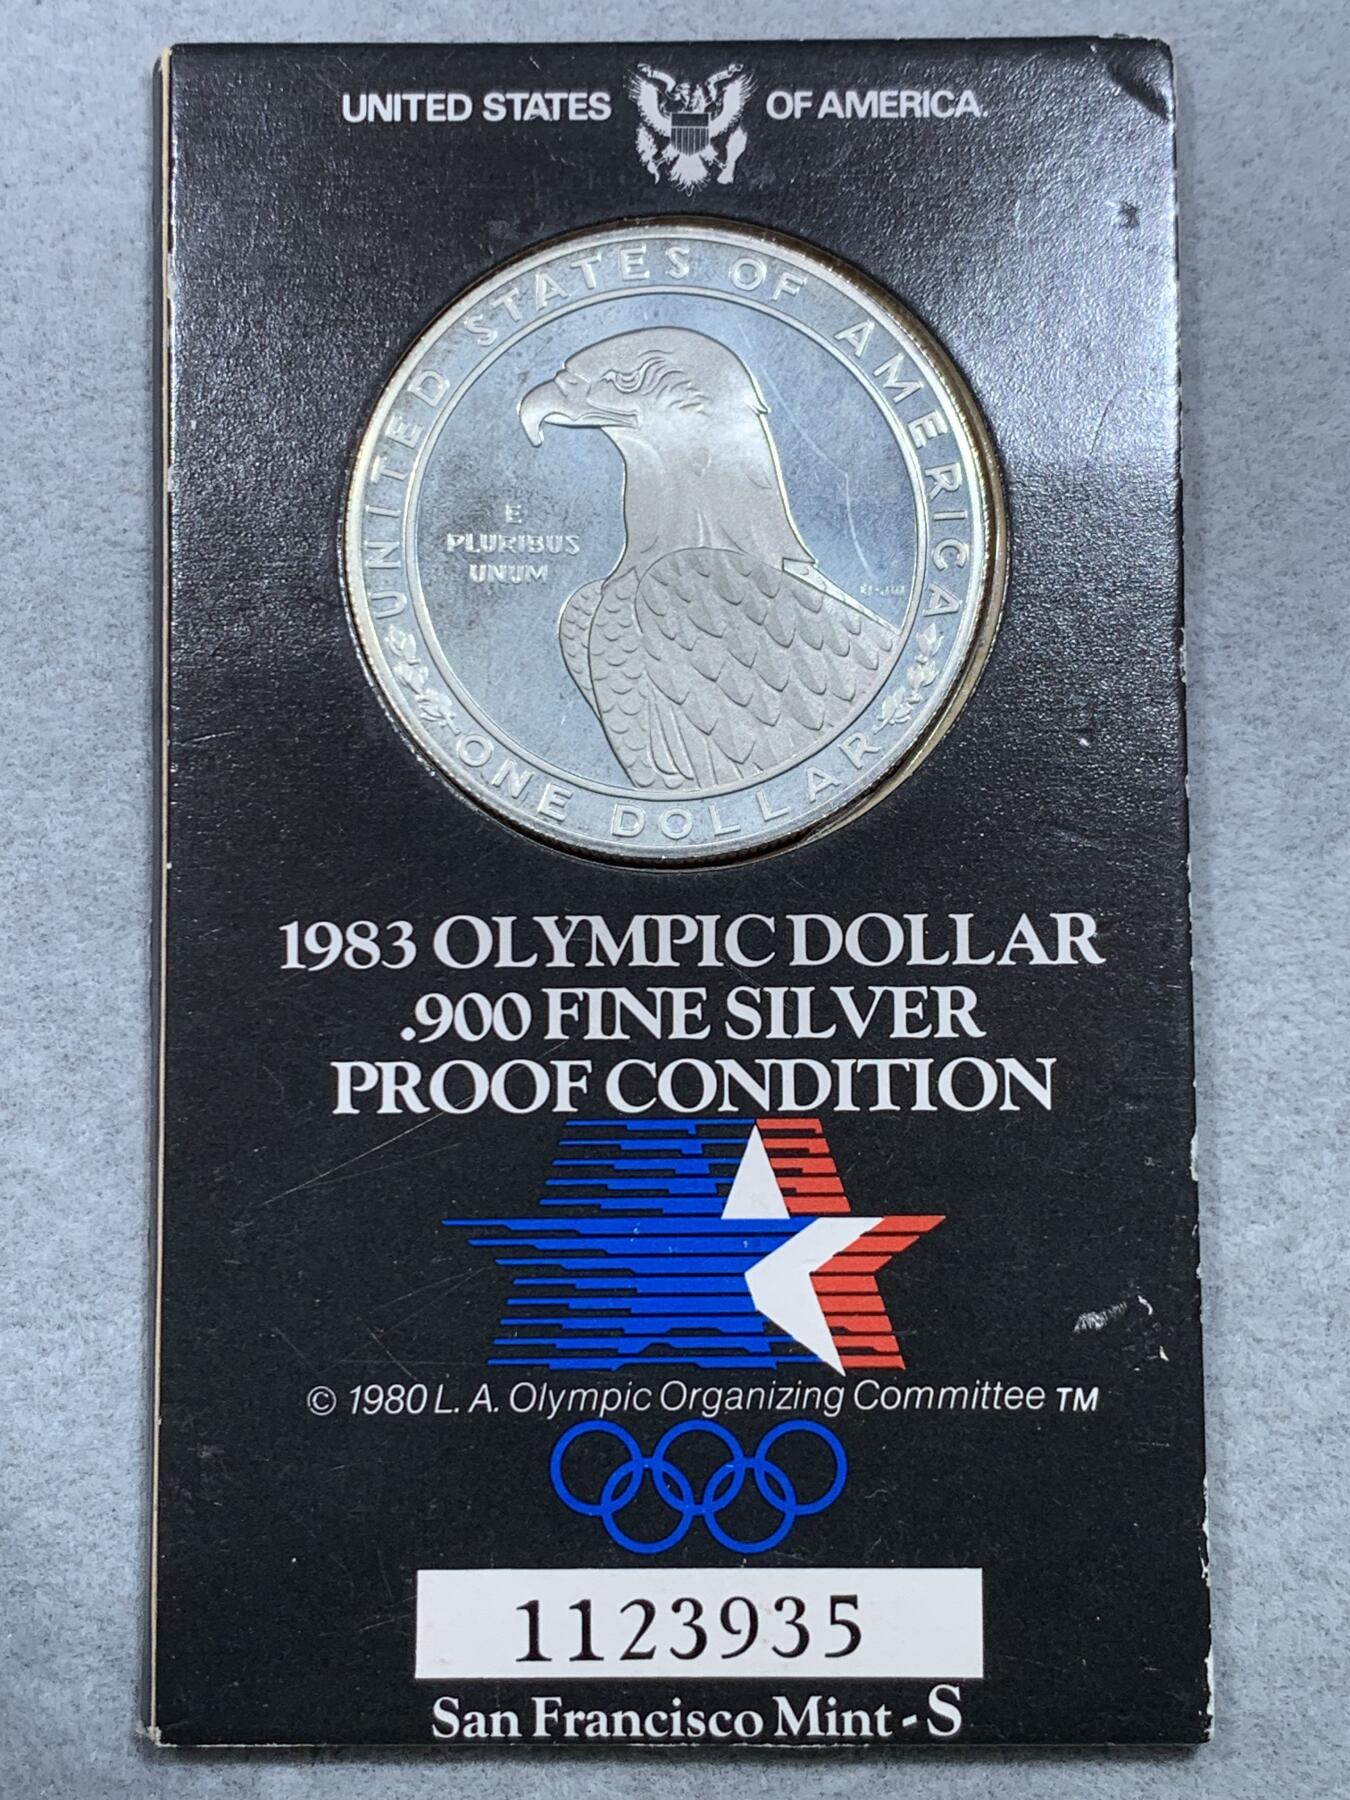 UNITED STATES OF AMERICA.
UNITED STATES OF AMERICA
E
PLURIBUS
UNUM
ONE DOLLAR
1983 OLYMPIC DOLLAR
.900 FINE SILVER
PROOF CONDITION
© 1980 L. A. Olympic Organizing Committee TM
1123935
San Francisco Mint - S